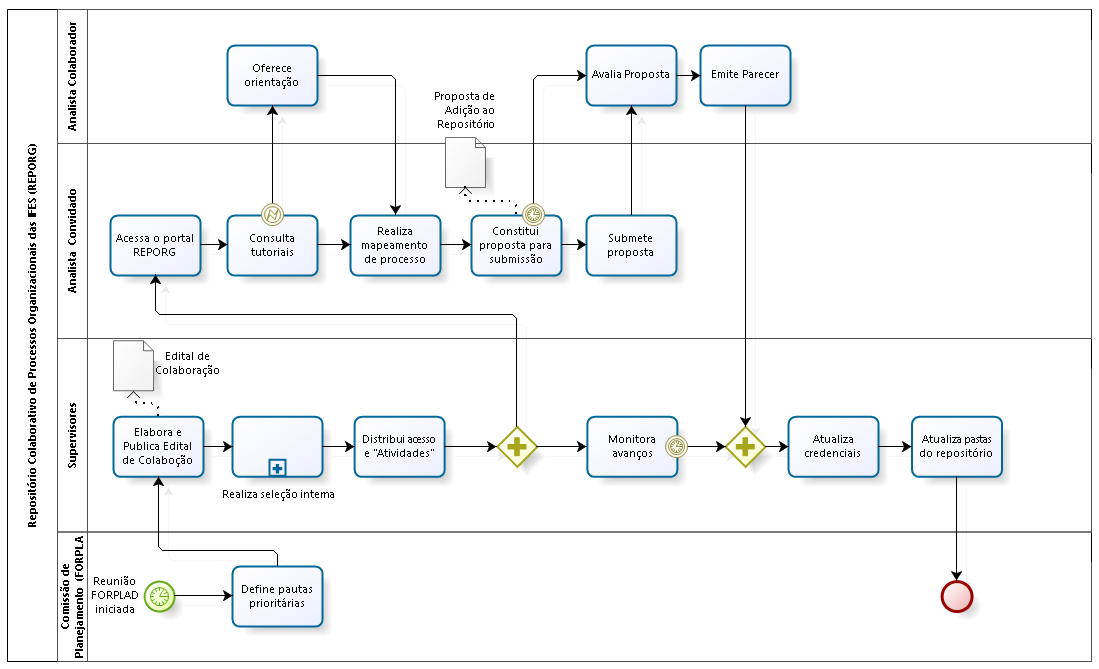 Repositório Colaborativo de Processos Organizacionais das IFES (REPORG)
Analista Colaborador
Oferece
orientação
Proposta de
Adição ao
Repositório
Avalia Proposta
Emite Parecer
Analista Convidado
Acessa o portal
REPORG
Consulta
tutoriais
Realiza
mapeamento
de processo
Constitui
proposta para
submissão
Submete
proposta
Supervisores
Edital de
Colaboração
Elabora e
Publica Edital
de Colaboção
Realiza seleção interna
Distribui acesso
e "Atividades"
Monitora
avanços
Atualiza
credenciais
Atualiza pastas
do repositório
Comissão de
Planejamento (FORPLA
Reunião
FORPLAD
iniciada
Define pautas
prioritárias